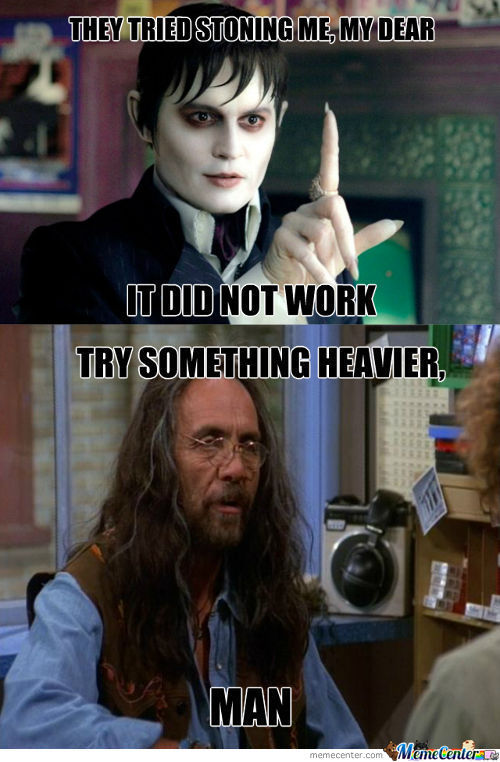 THEY TRIED STONING ME, MY DEAR
IT DID NOT WORK
TRY SOMETHING HEAVIER,
MAN
memecenter.com MemeCenter